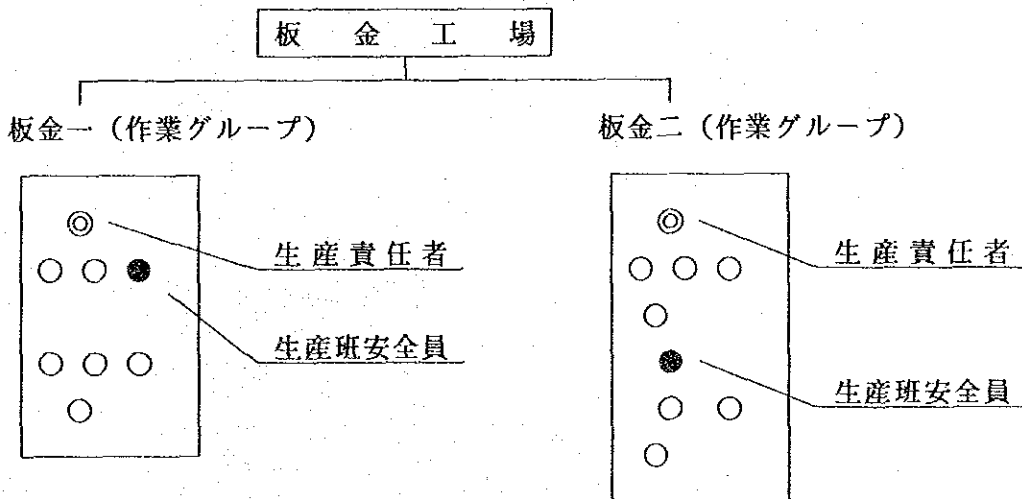 板金工場
板金一（作業グループ）
板金二（作業グループ）
生産責任者
生産班安全員
生産責任者
生産班安全員